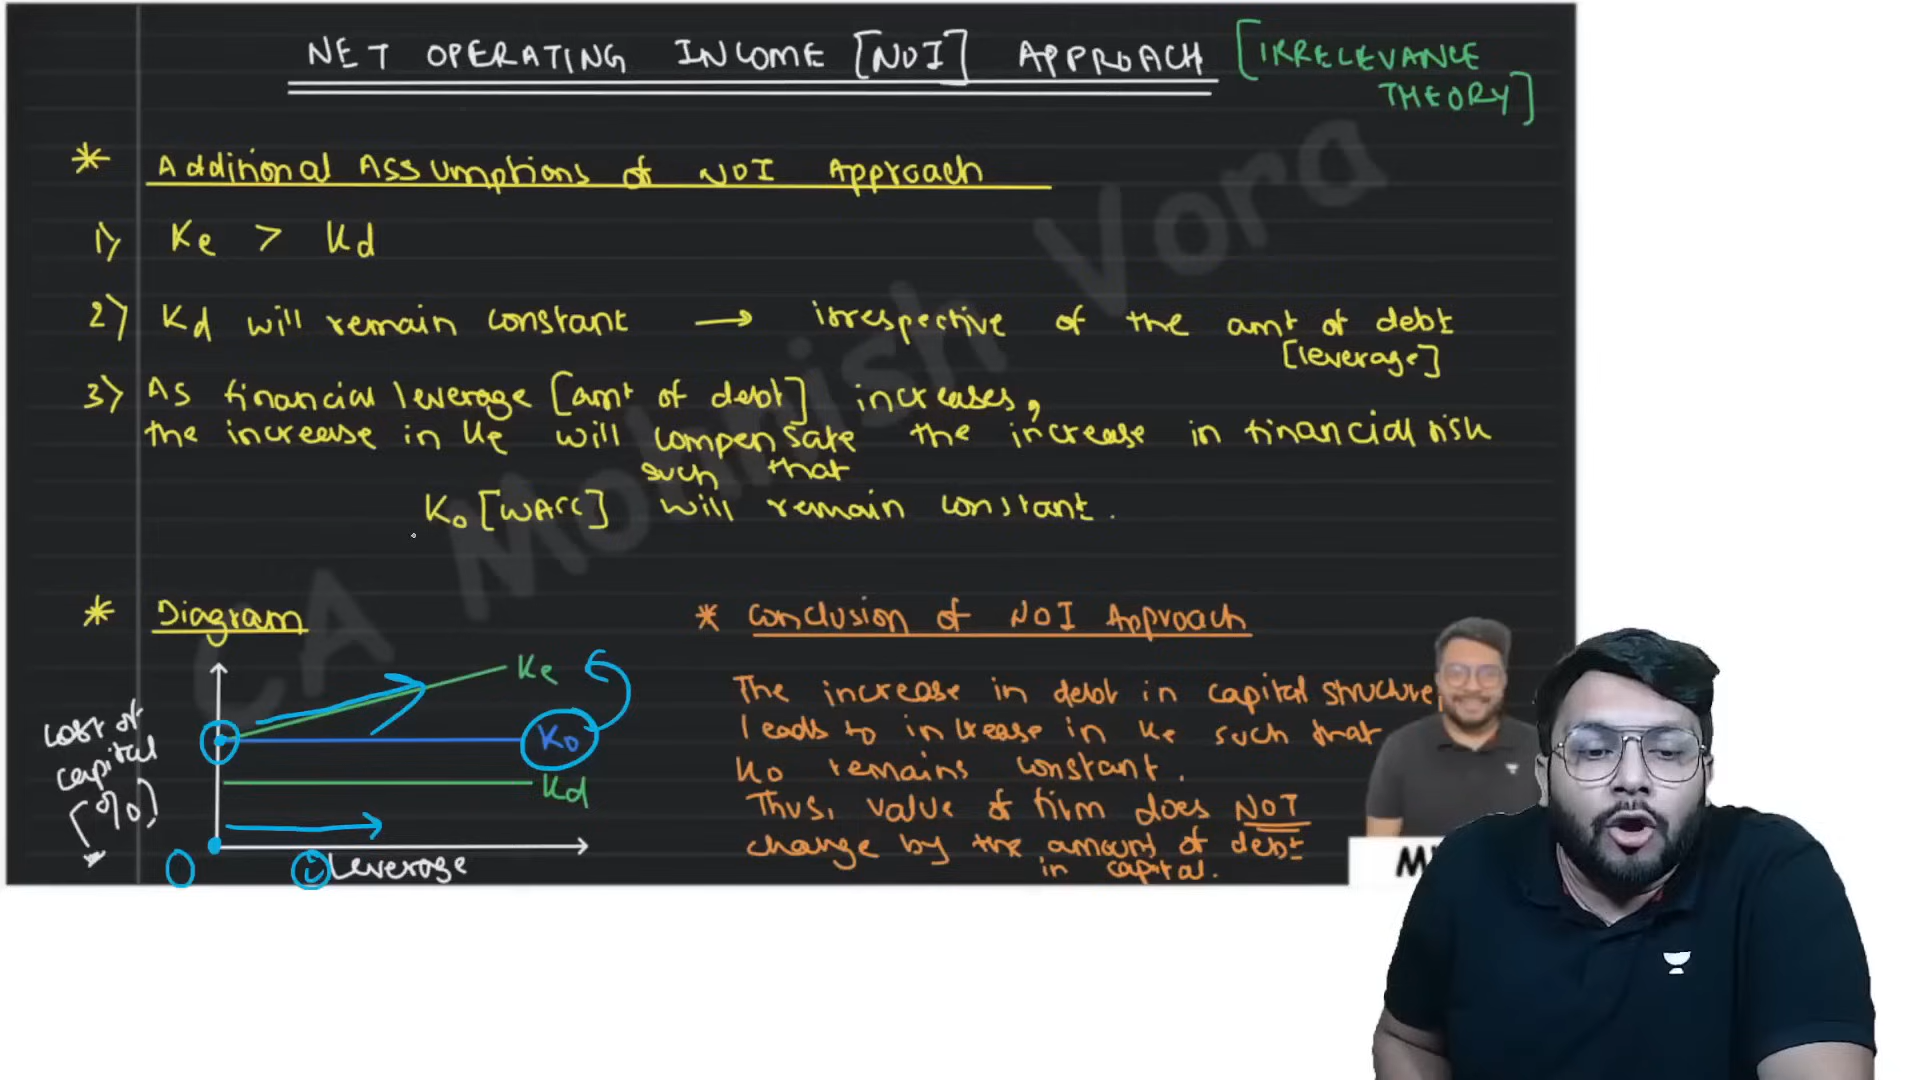 NET OPERATING INCOME [NOI] APPROACH [IRRELEVANCE
THEORY]
* Additional Assumptions of NOI Approach
1) Ke > Kd
2) Kd will remain constant → irrespective of the amt of debt
[leverage]
3) As financial leverage [amt of debt] increases,
the increase in Ke will compensate the increase in financial risk
such that
Ko [WACC] will remain constant.
* Diagram
Ke
Ko
Kd
Cost of
capital
[%]
0
Leverage
* Conclusion of NOI Approach
The increase in debt in capital structure,
leads to increase in Ke such that
Ko remains constant.
Thus, value of firm does NOT
change by the amount of debt
in capital.
CA Mohnish Vora